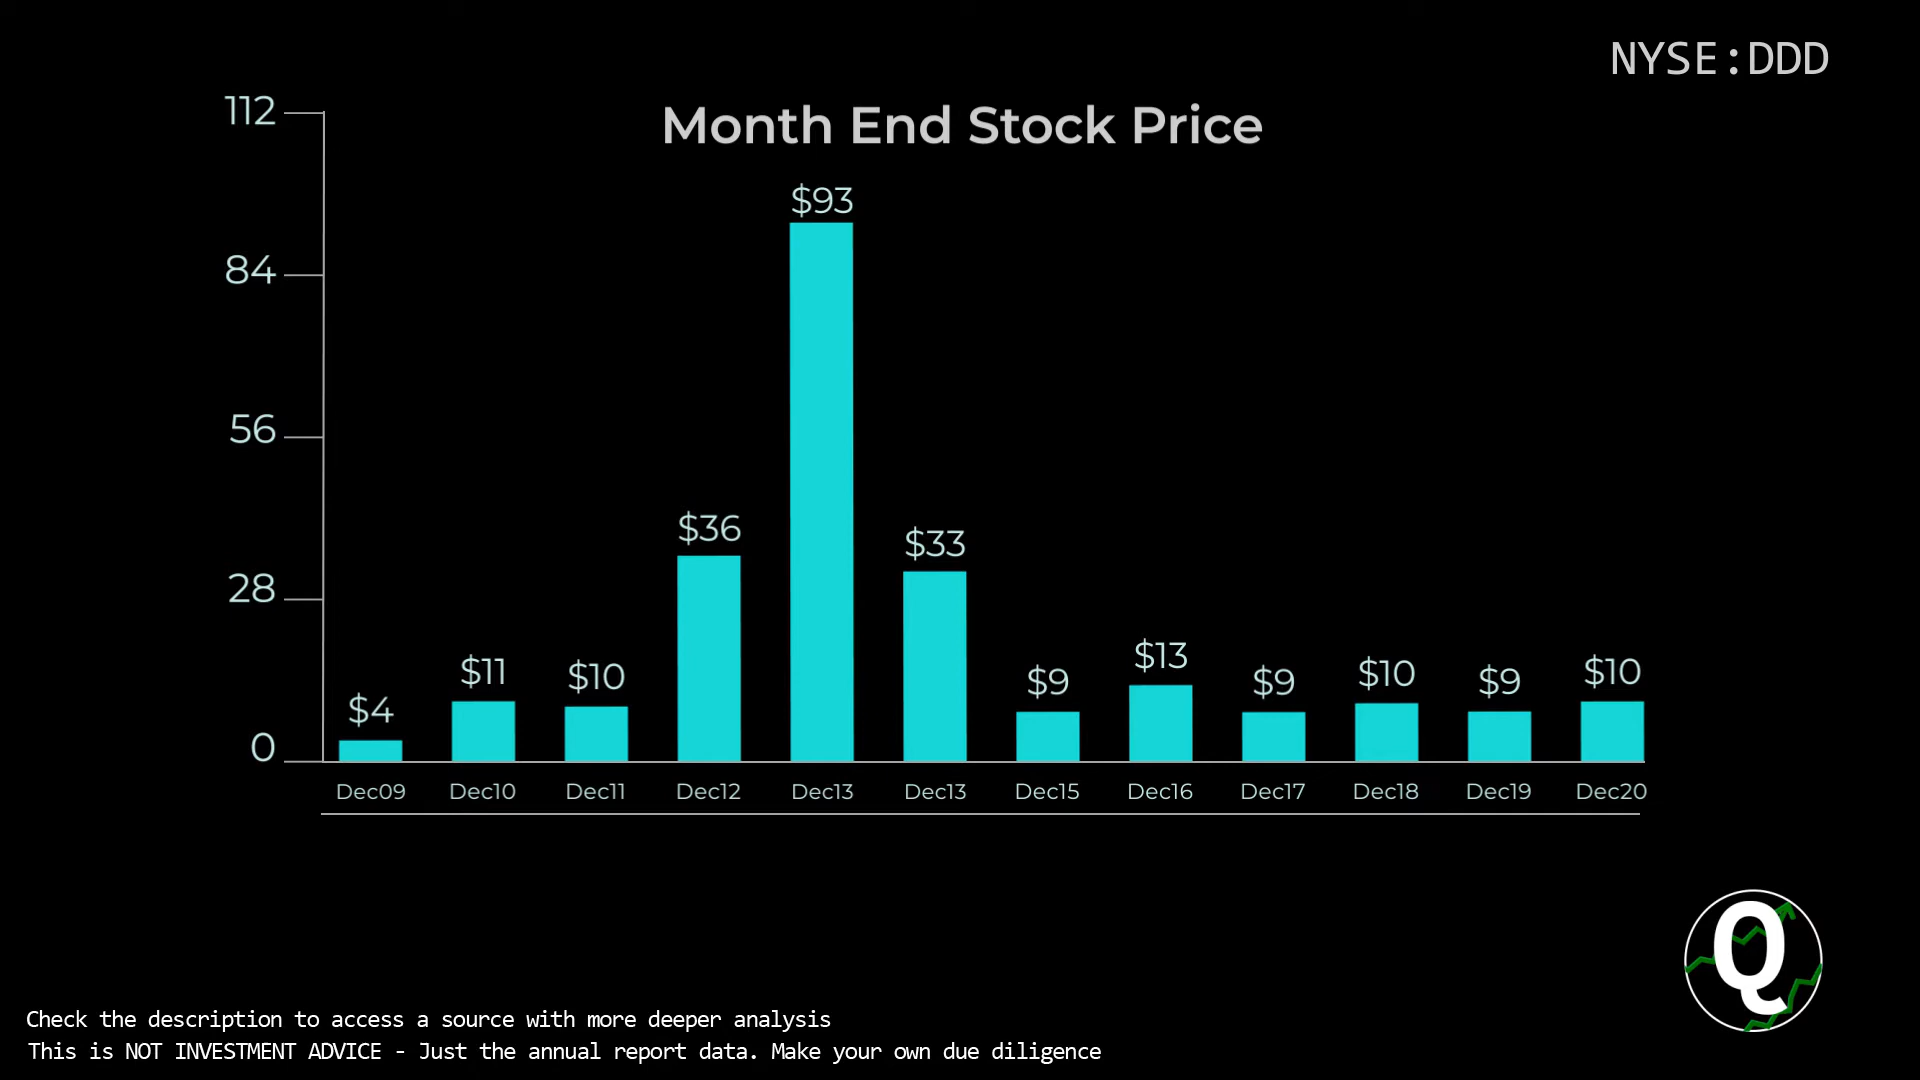 NYSE:DDD
Month End Stock Price
112
84
56
28
0
$4
$11
$10
$36
$93
$33
$9
$13
$9
$10
$9
$10
Dec09 Dec10 Dec11 Dec12 Dec13 Dec13 Dec15 Dec16 Dec17 Dec18 Dec19 Dec20
Q
Check the description to access a source with more deeper analysis
This is NOT INVESTMENT ADVICE - Just the annual report data. Make your own due diligence